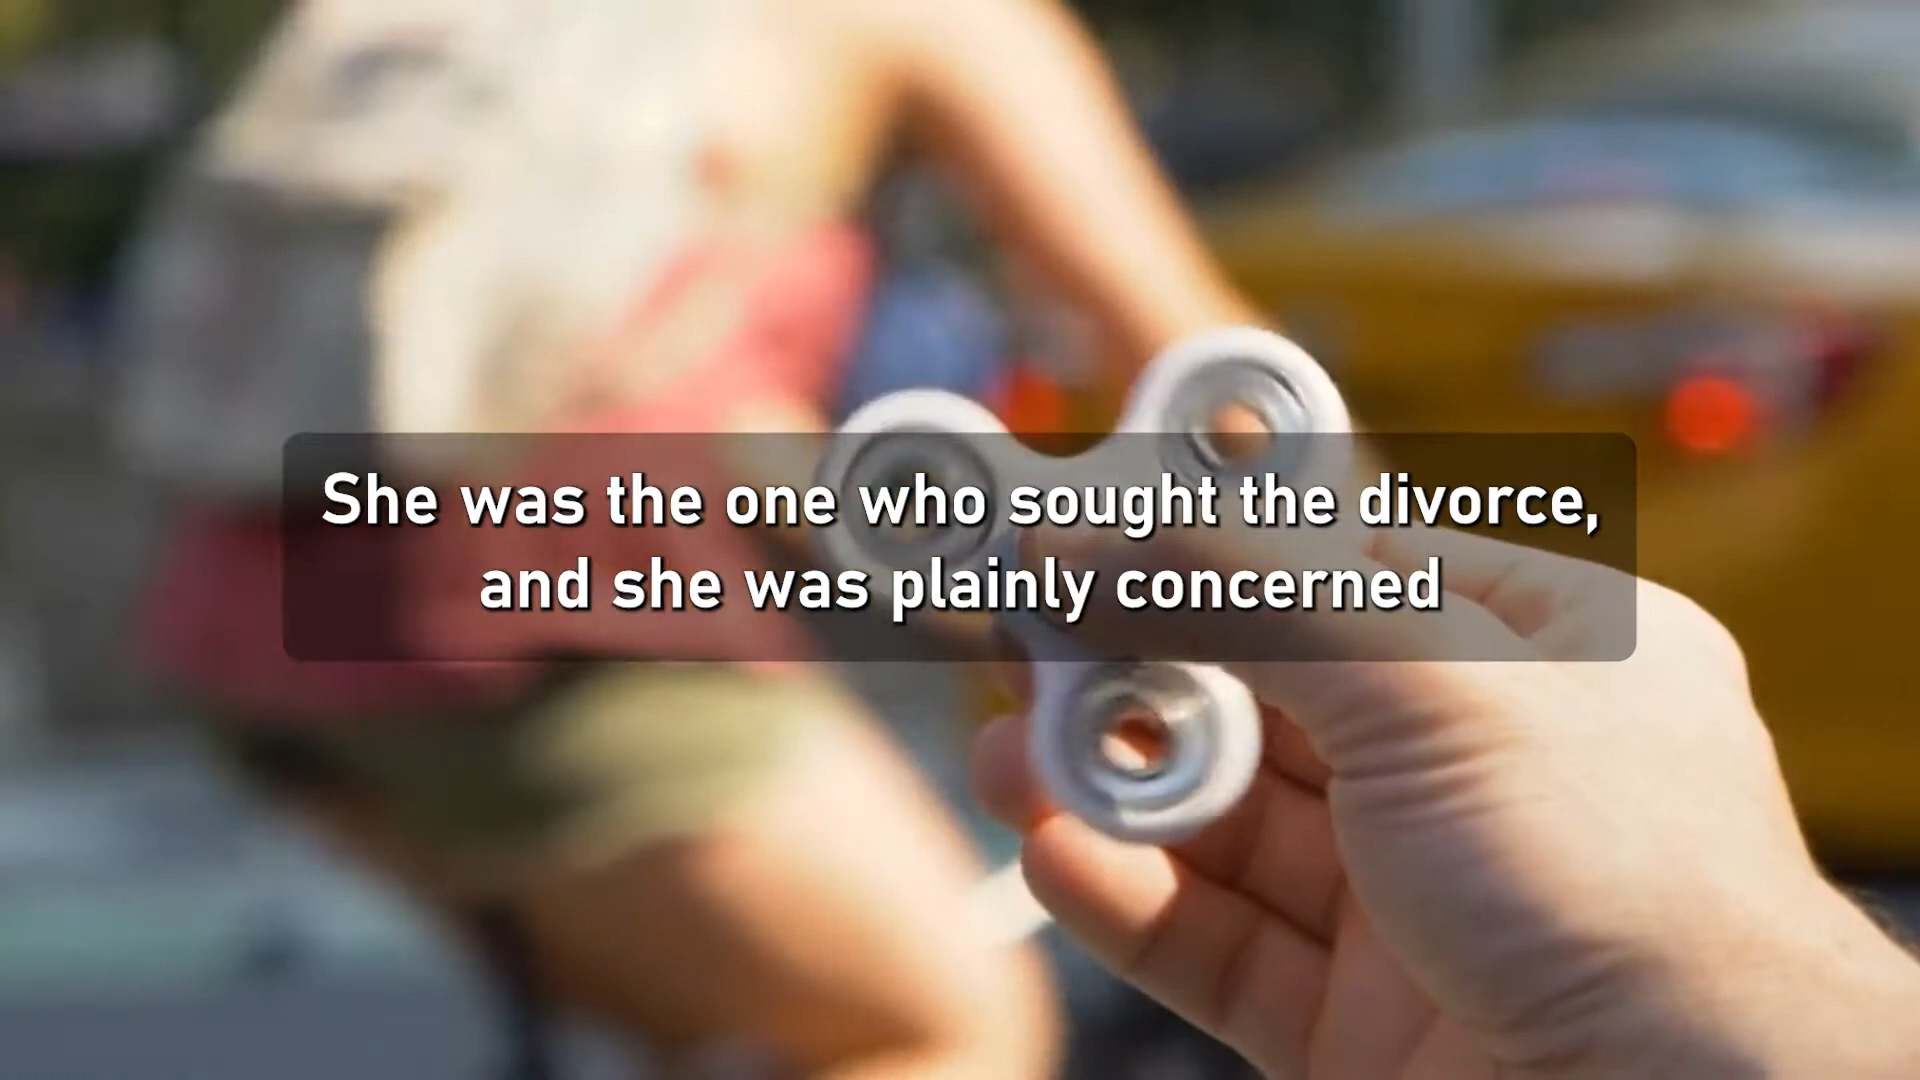 She was the one who sought the divorce,
and she was plainly concerned